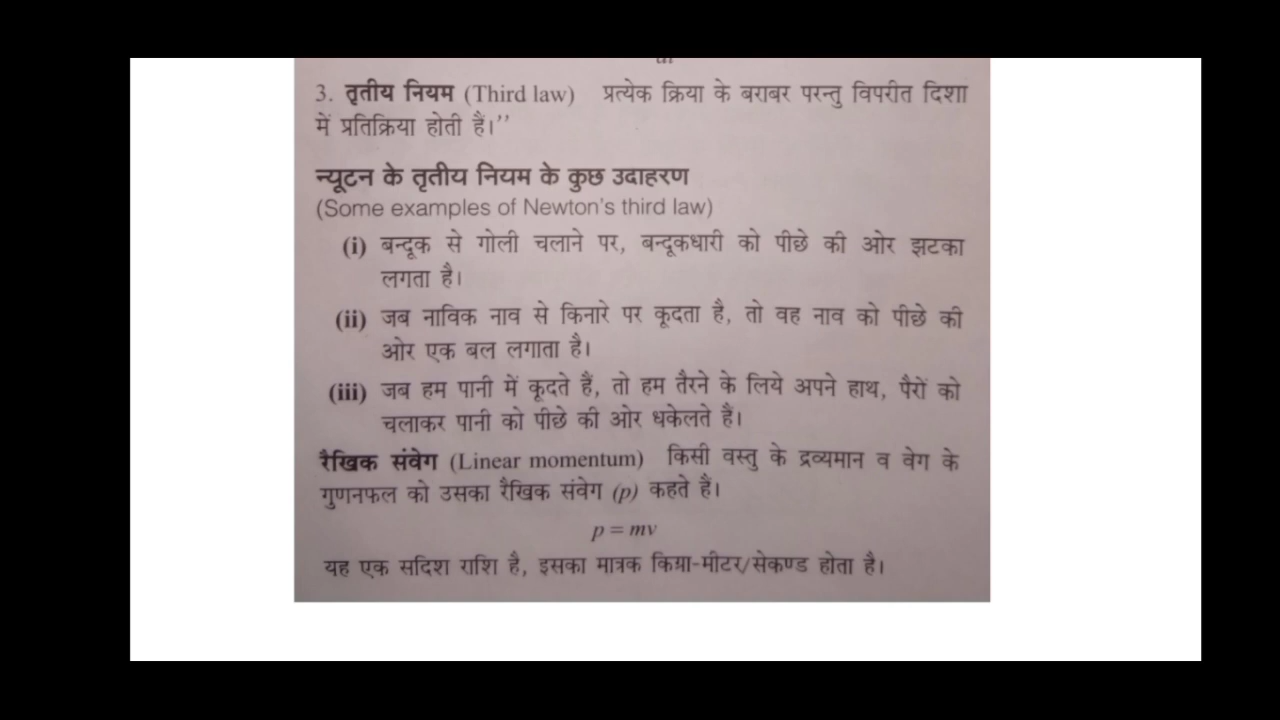 3. तृतीय नियम (Third law) प्रत्येक क्रिया के बराबर परन्तु विपरीत दिशा
में प्रतिक्रिया होती है।”
न्यूटन के तृतीय नियम के कुछ उदाहरण
(Some examples of Newton's third law)
(i) बन्दूक से गोली चलाने पर, बन्दूकधारी को पीछे की ओर झटका
लगता है।
(ii) जब नाविक नाव से किनारे पर कूदता है, तो वह नाव को पीछे की
ओर एक बल लगाता है।
(iii) जब हम पानी में कूदते हैं, तो हम तैरने के लिये अपने हाथ, पैरों को
चलाकर पानी को पीछे की ओर धकेलते हैं।
रैखिक संवेग (Linear momentum) किसी वस्तु के द्रव्यमान व वेग के
गुणनफल को उसका रैखिक संवेग (p) कहते हैं।
p = mv
यह एक सदिश राशि है, इसका मात्रक किग्रा-मीटर/सेकण्ड होता है।